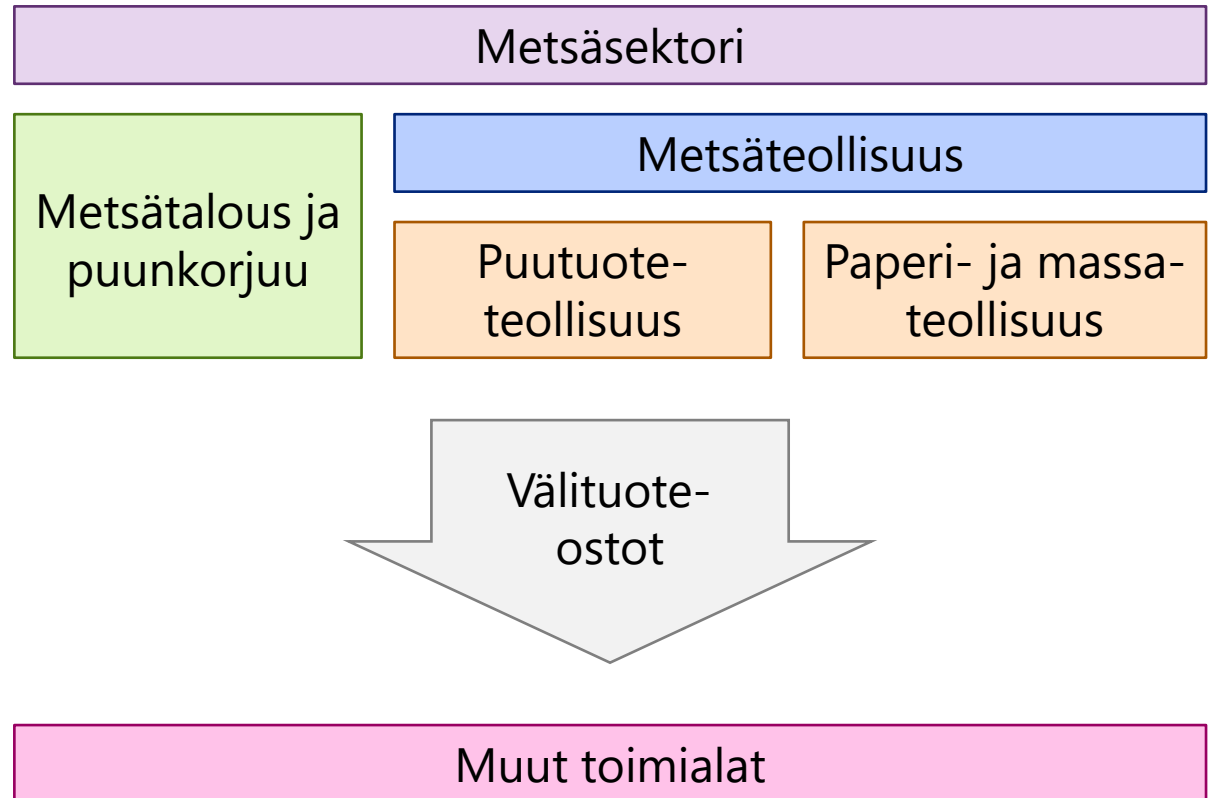 Metsäsektori
Metsätalous ja
puunkorjuu
Metsäteollisuus
Puutuote-
teollisuus
Paperi- ja massa-
teollisuus
Välituote-
ostot
Muut toimialat